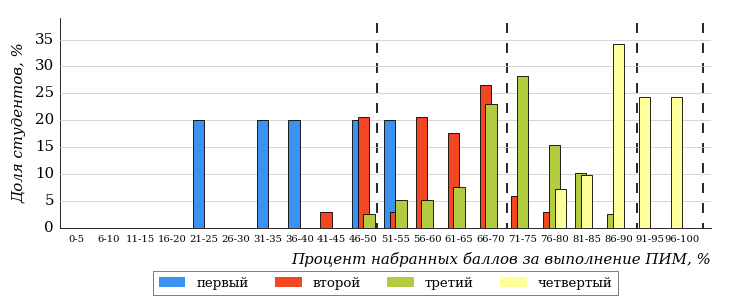 Доля студентов, %
35
30
25
20
15
10
5
0
0-5 6-10 11-15 16-20 21-25 26-30 31-35 36-40 41-45 46-50 51-55 56-60 61-65 66-70 71-75 76-80 81-85 86-90 91-95 96-100
Процент набранных баллов за выполнение ПИМ, %
первый второй третий четвертый